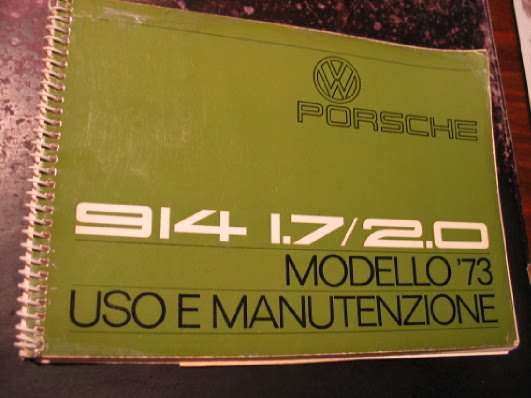 VW
PORSCHE
914 1.7/2.0
MODELLO '73
USO E MANUTENZIONE